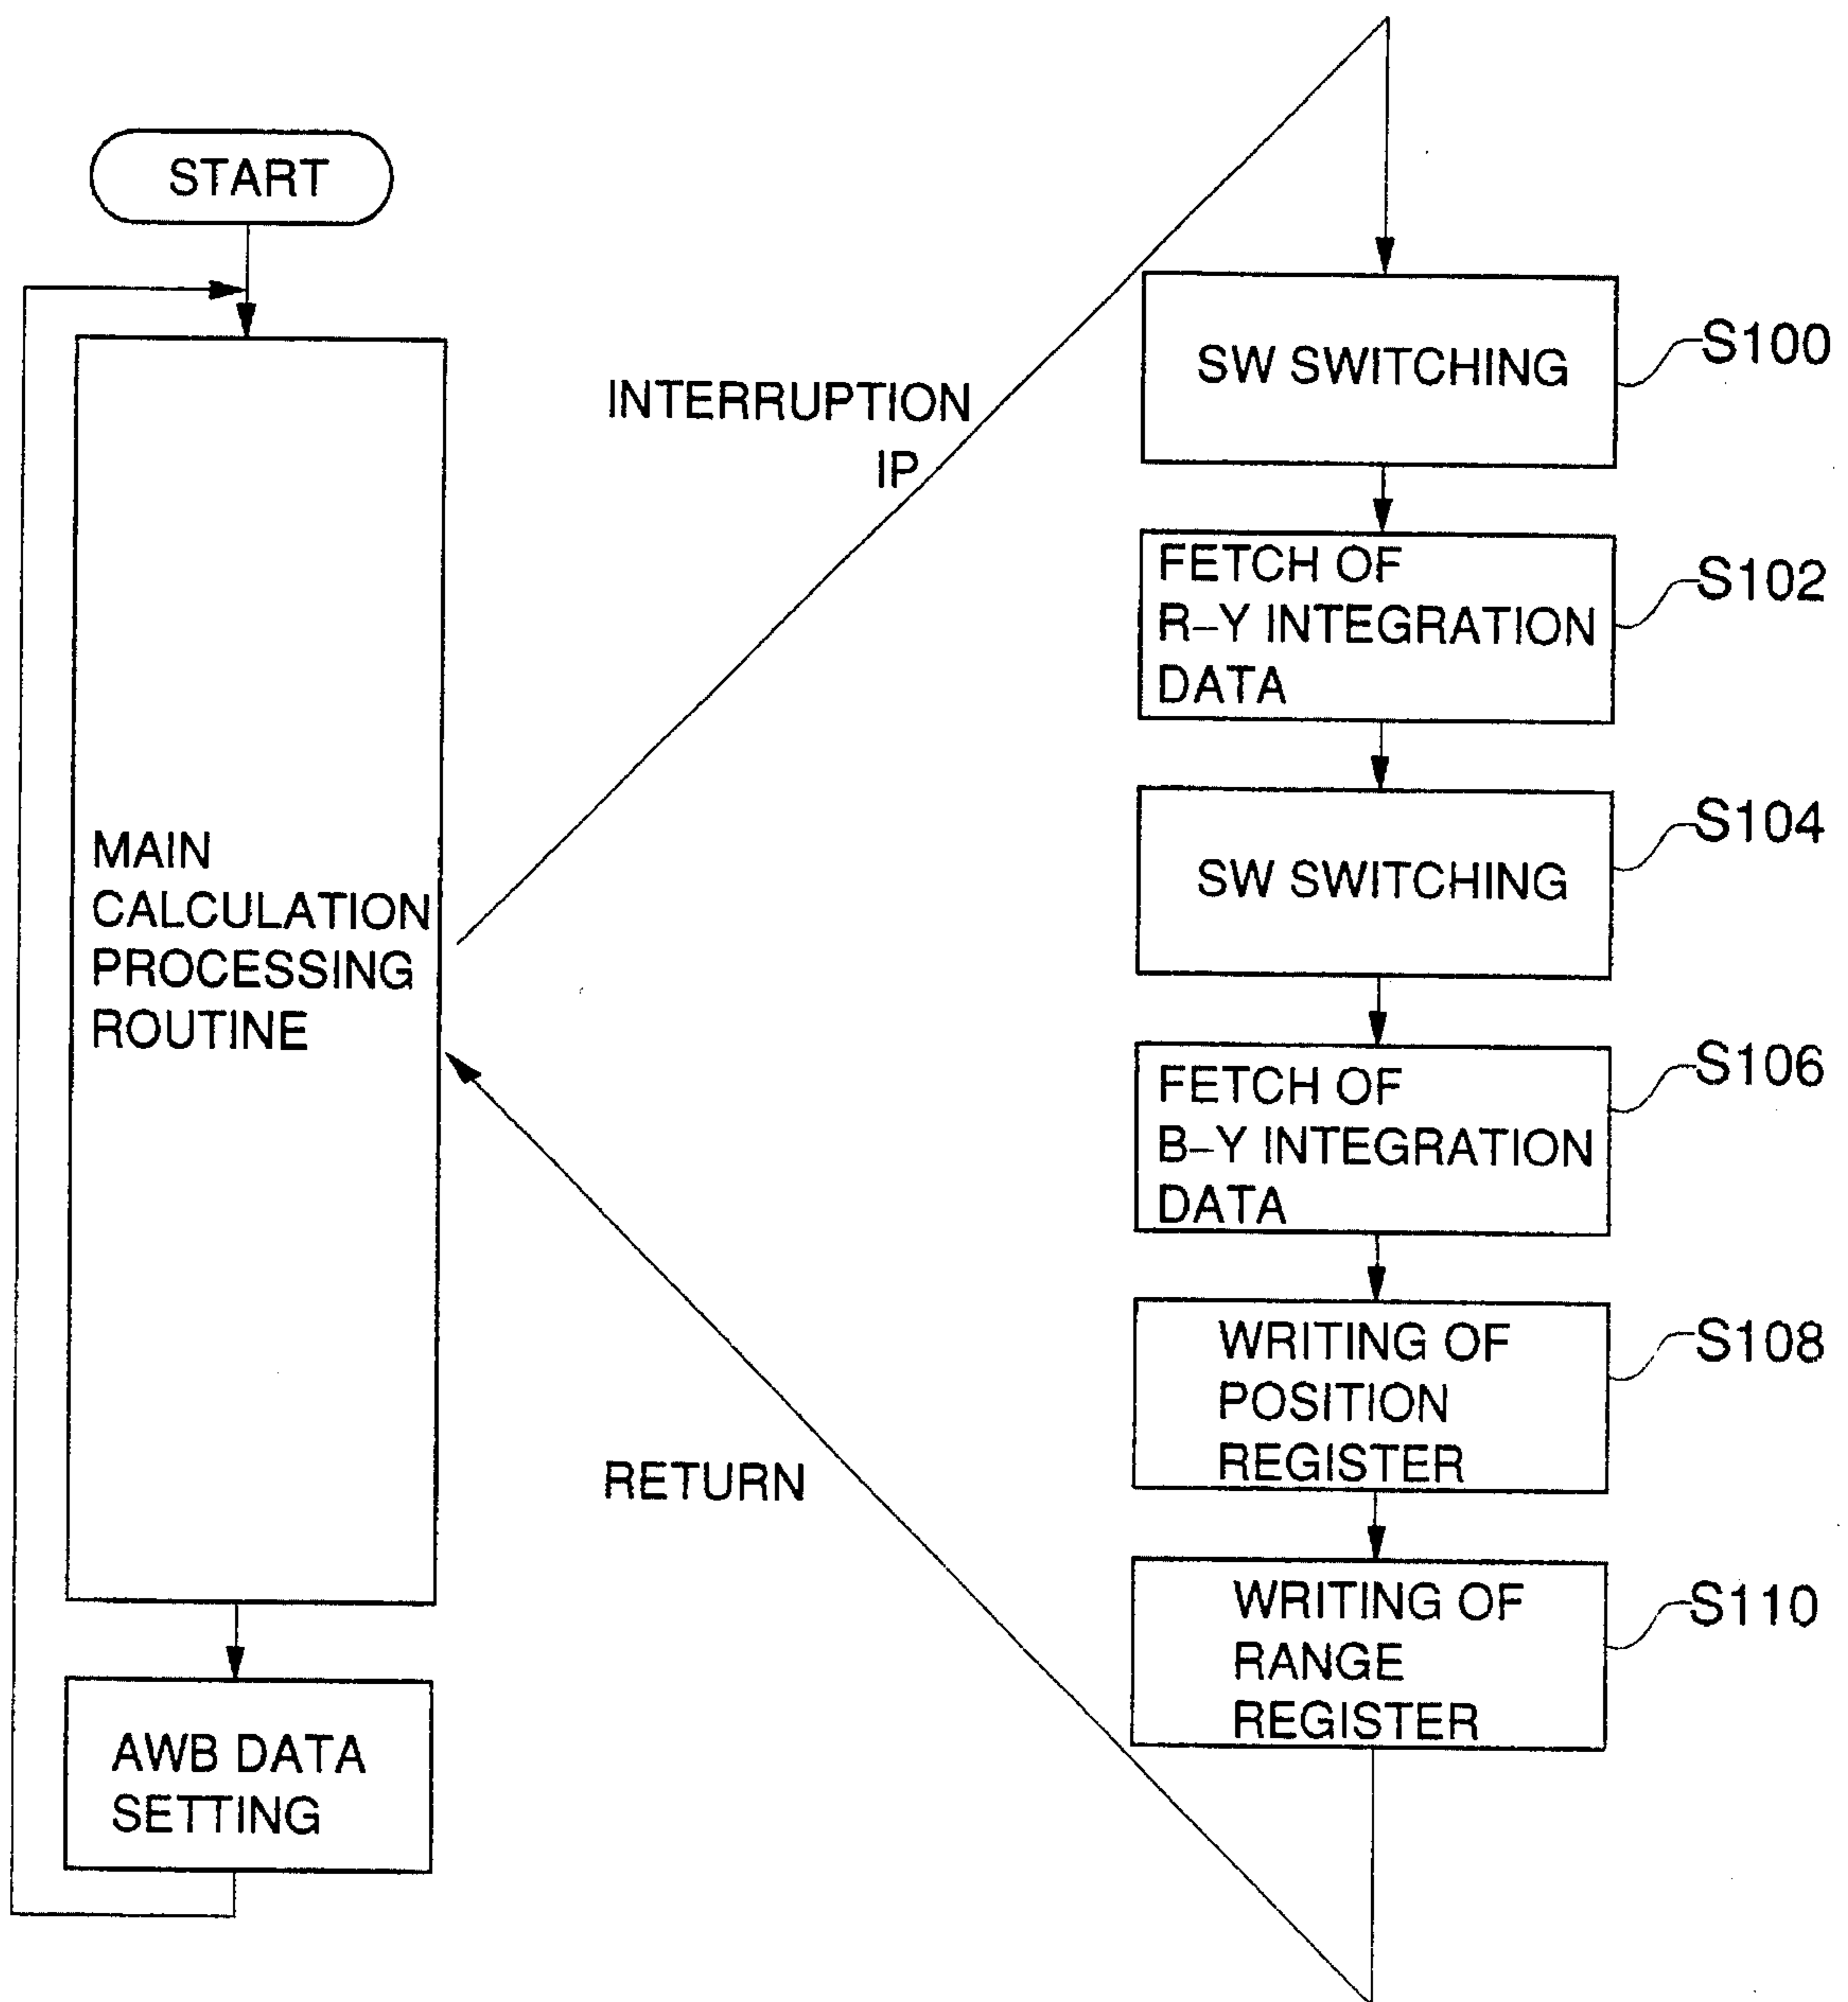 START
MAIN
CALCULATION
PROCESSING
ROUTINE
AWB DATA
SETTING
INTERRUPTION
IP
RETURN
SW SWITCHING
S100
FETCH OF
R–Y INTEGRATION
DATA
S102
SW SWITCHING
S104
FETCH OF
B–Y INTEGRATION
DATA
S106
WRITING OF
POSITION
REGISTER
S108
WRITING OF
RANGE
REGISTER
S110